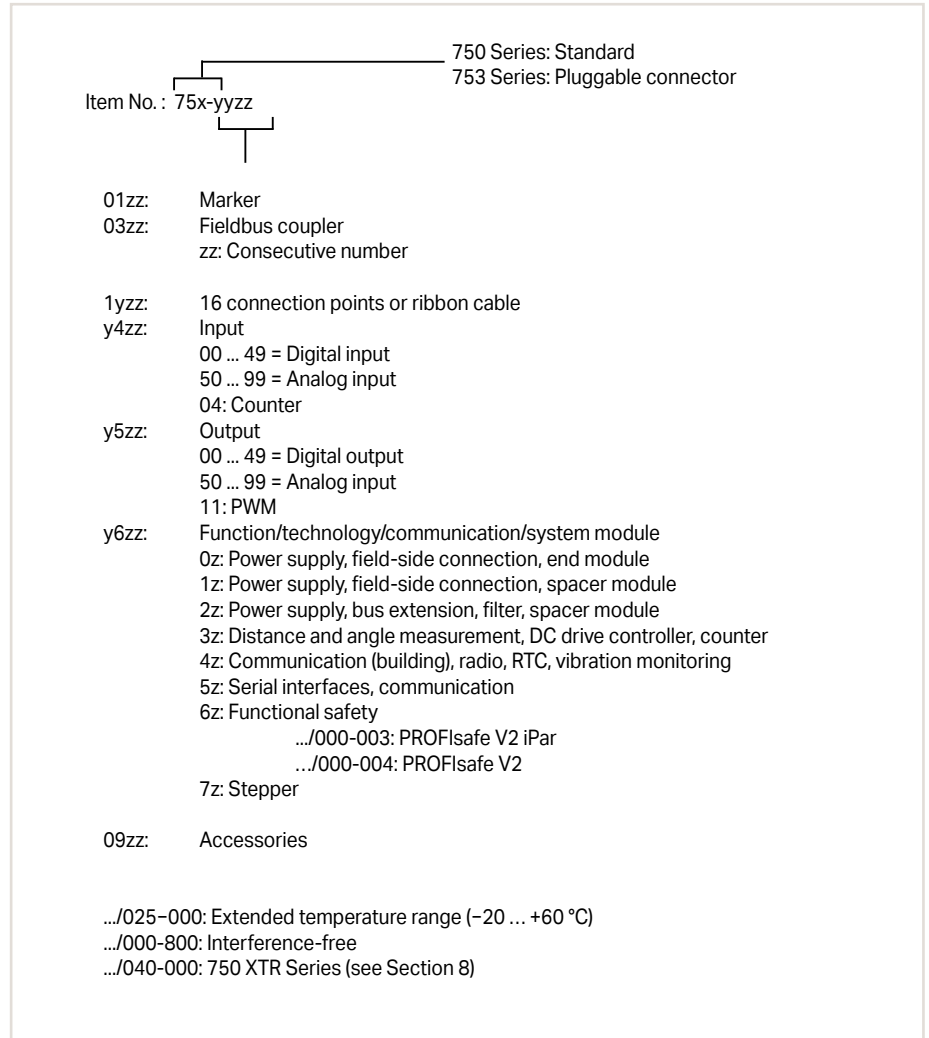 750 Series: Standard
753 Series: Pluggable connector
Item No. : 75x-yyzz
01zz: Marker
03zz: Fieldbus coupler
zz: Consecutive number
1yzz: 16 connection points or ribbon cable
y4zz: Input
00 ... 49 = Digital input
50 ... 99 = Analog input
04: Counter
y5zz: Output
00 ... 49 = Digital output
50 ... 99 = Analog input
11: PWM
y6zz: Function/technology/communication/system module
0z: Power supply, field-side connection, end module
1z: Power supply, field-side connection, spacer module
2z: Power supply, bus extension, filter, spacer module
3z: Distance and angle measurement, DC drive controller, counter
4z: Communication (building), radio, RTC, vibration monitoring
5z: Serial interfaces, communication
6z: Functional safety
.../000-003: PROFIsafe V2 iPar
…/000-004: PROFIsafe V2
7z: Stepper
09zz: Accessories
.../025−000: Extended temperature range (−20 … +60 °C)
.../000-800: Interference-free
.../040-000: 750 XTR Series (see Section 8)